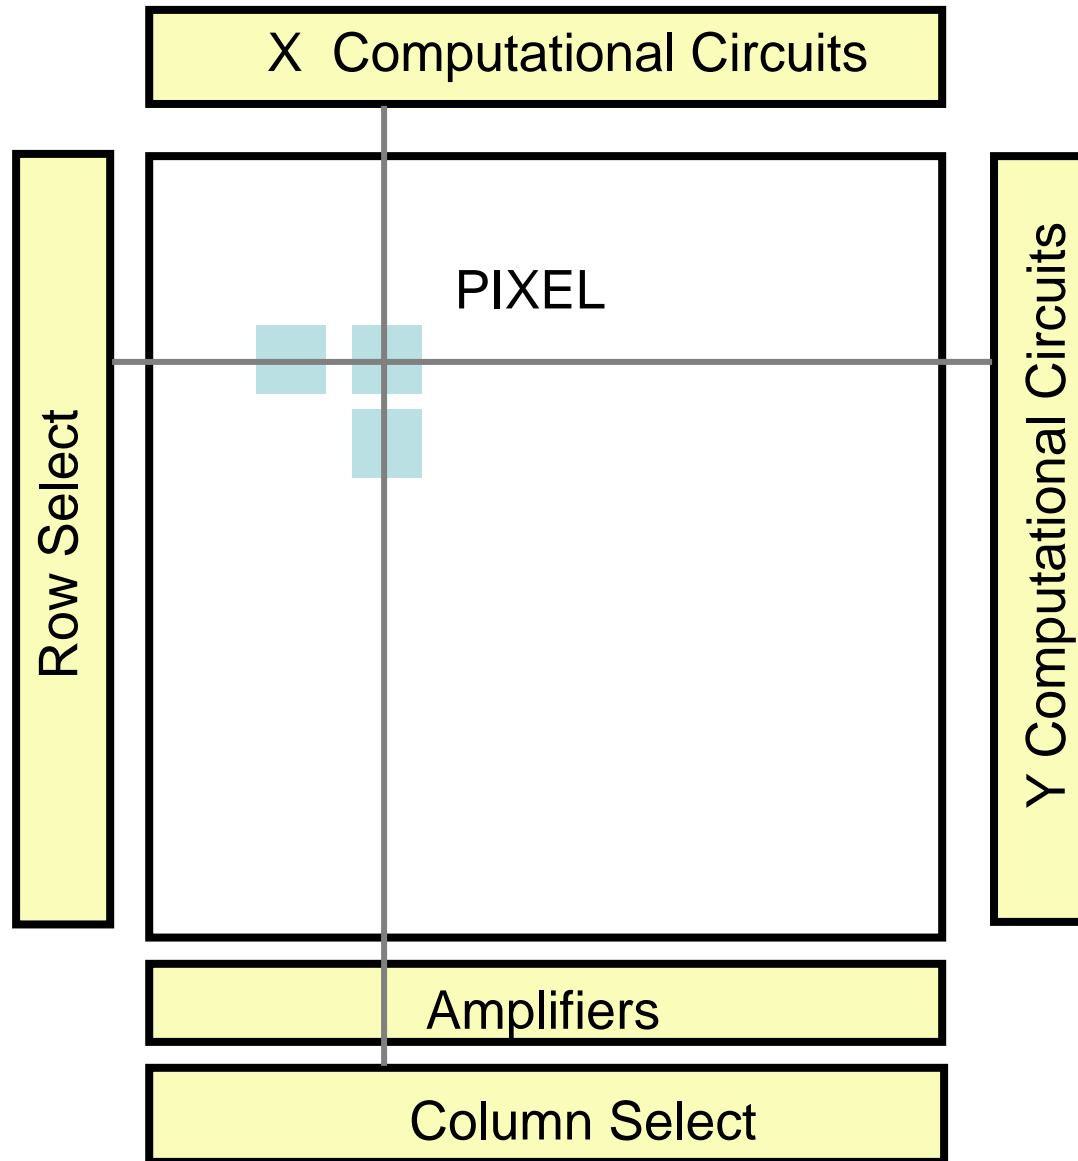 X Computational Circuits
PIXEL
Row Select
Y Computational Circuits
Amplifiers
Column Select